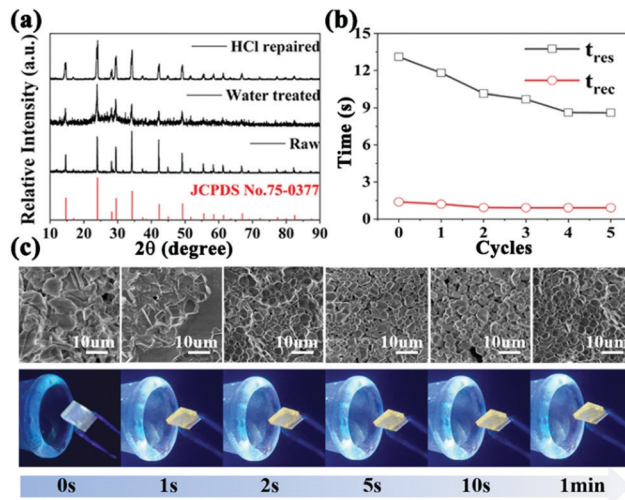 (a)
Relative Intensity (a.u.)
HCl repaired
Water treated
Raw
JCPDS No.75-0377
10 20 30 40 50 60 70 80 90
2θ (degree)
(b)
Time (s)
15
12
9
6
3
0
t_res
t_rec
0 1 2 3 4 5
Cycles
(c)
10um 10um 10um 10um 10um 10um
0s 1s 2s 5s 10s 1min